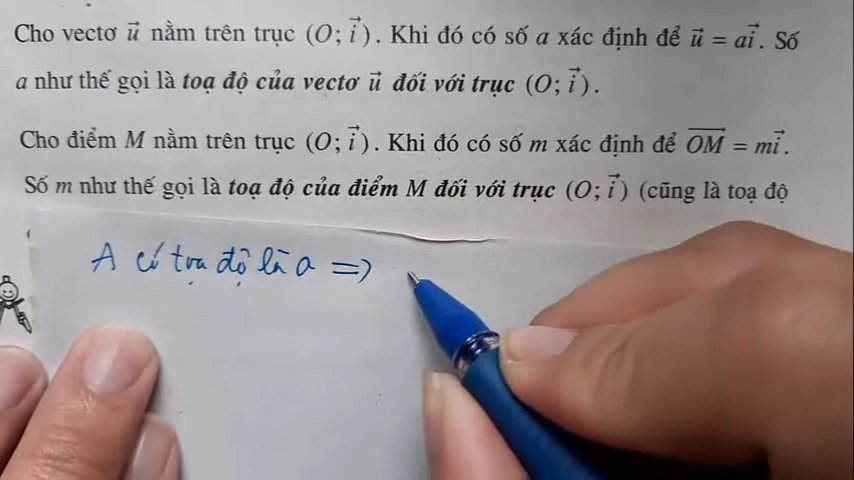 Cho vectơ u⃗ nằm trên trục (O; i⃗). Khi đó có số a xác định để u⃗ = ai⃗. Số
a như thế gọi là toạ độ của vectơ u⃗ đối với trục (O; i⃗).
Cho điểm M nằm trên trục (O; i⃗). Khi đó có số m xác định để \overrightarrow{OM} = mi⃗.
Số m như thế gọi là toạ độ của điểm M đối với trục (O; i⃗) (cũng là toạ độ
A có tọa độ là a =>